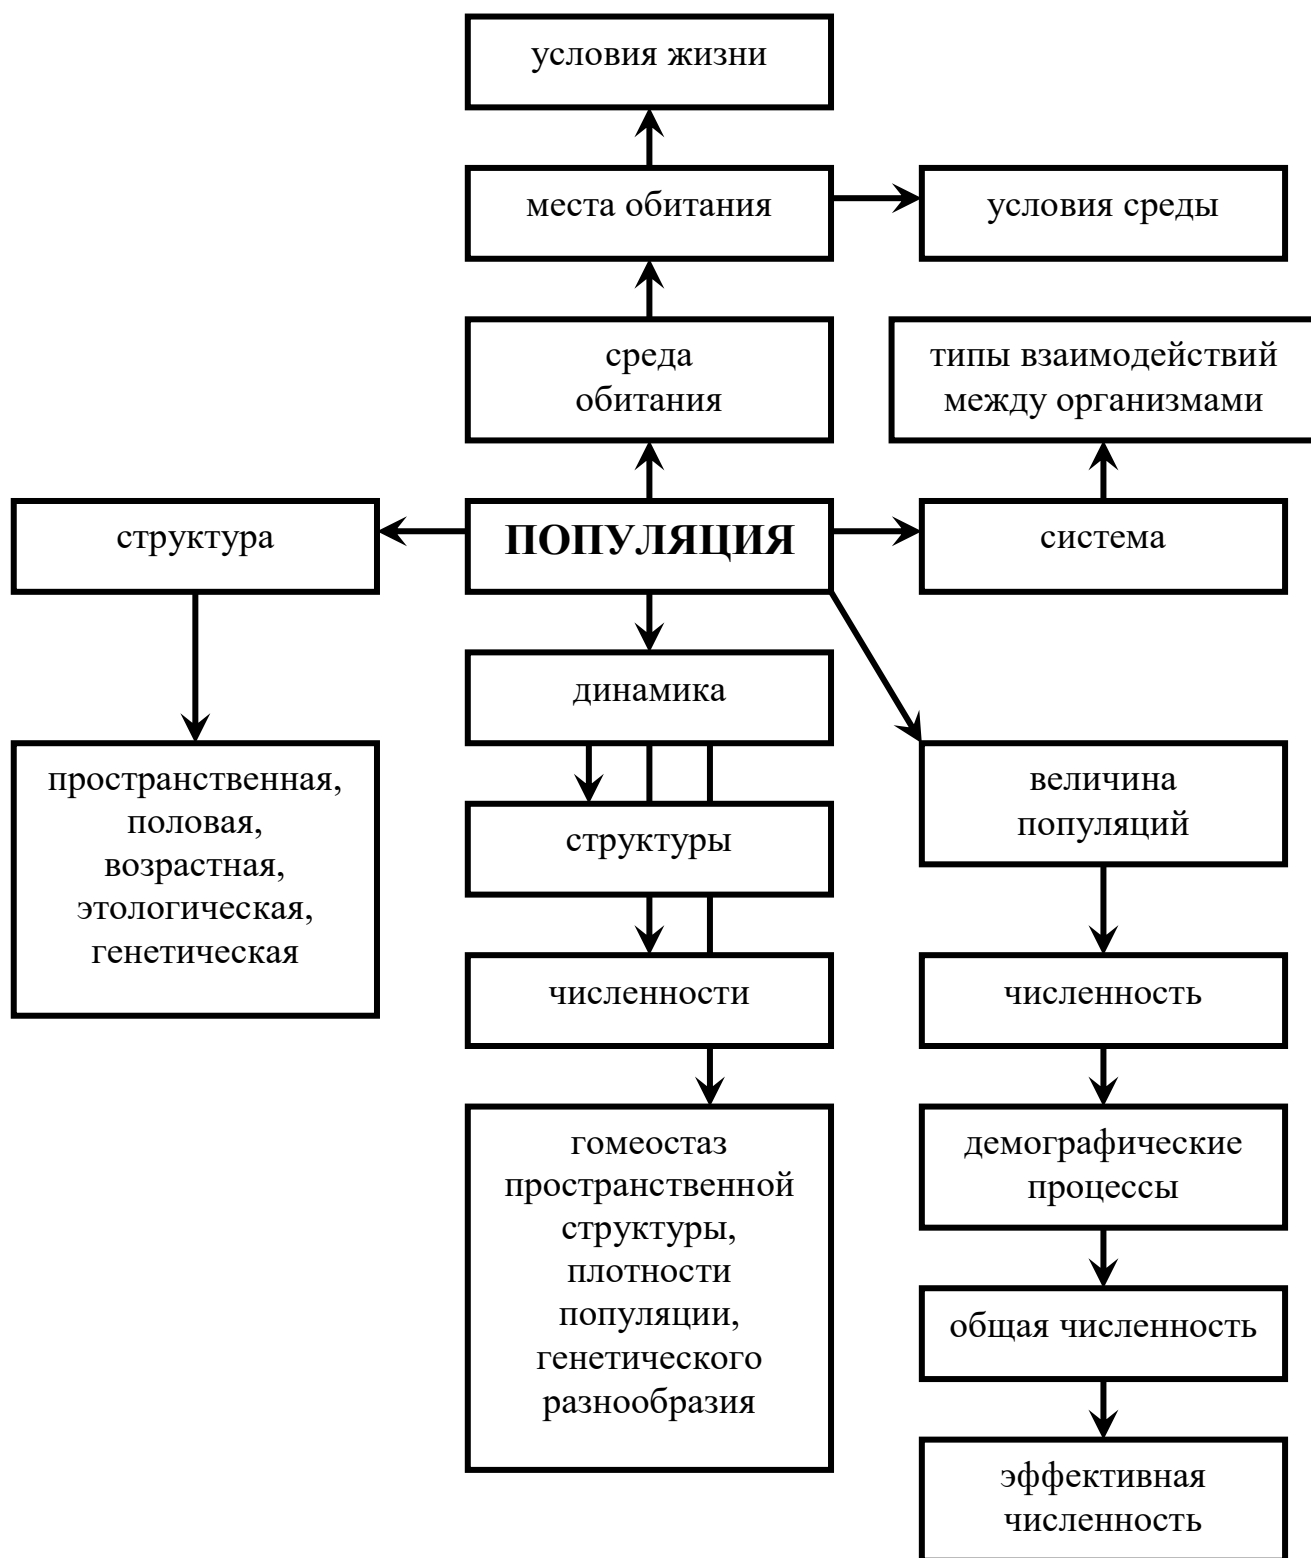 условия жизни
места обитания
условия среды
среда
обитания
типы взаимодействий
между организмами
структура
ПОПУЛЯЦИЯ
система
динамика
пространственная,
половая,
возрастная,
этологическая,
генетическая
структуры
величина
популяций
численности
численность
гомеостаз
пространственной
структуры,
плотности
популяции,
генетического
разнообразия
демографические
процессы
общая численность
эффективная
численность